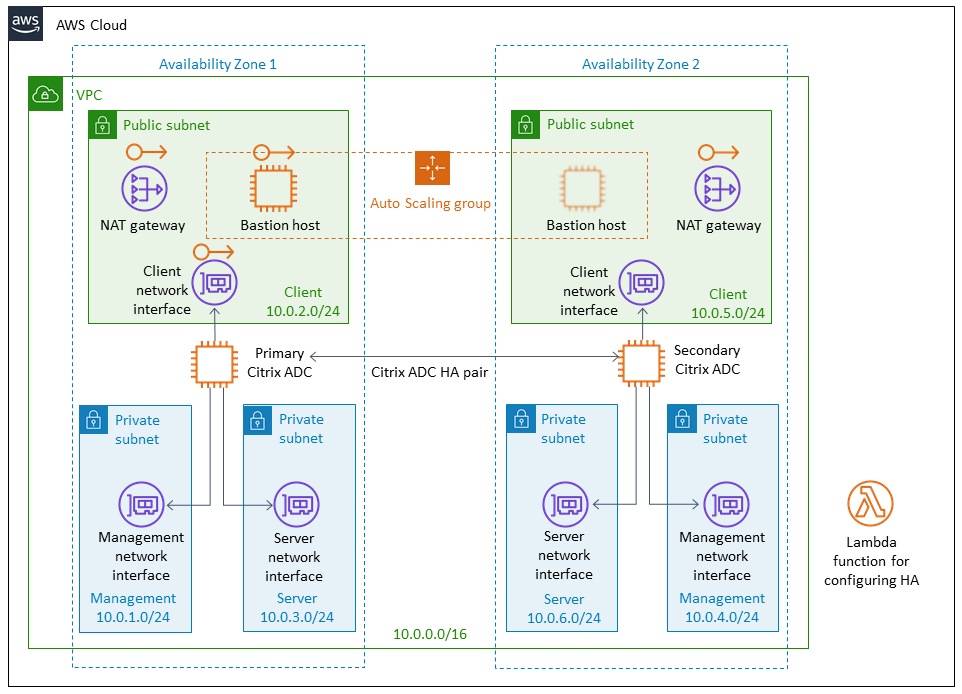 aws
AWS Cloud
Availability Zone 1
Availability Zone 2
VPC
Public subnet
Public subnet
NAT gateway
Bastion host
Auto Scaling group
Bastion host
NAT gateway
Client
network
interface
Client
10.0.2.0/24
Client
network
interface
Client
10.0.5.0/24
Primary
Citrix ADC
Citrix ADC HA pair
Secondary
Citrix ADC
Private
subnet
Management
network
interface
Management
10.0.1.0/24
Private
subnet
Server
network
interface
Server
10.0.3.0/24
Private
subnet
Server
network
interface
Server
10.0.6.0/24
Private
subnet
Management
network
interface
Management
10.0.4.0/24
Lambda
function for
configuring HA
10.0.0.0/16